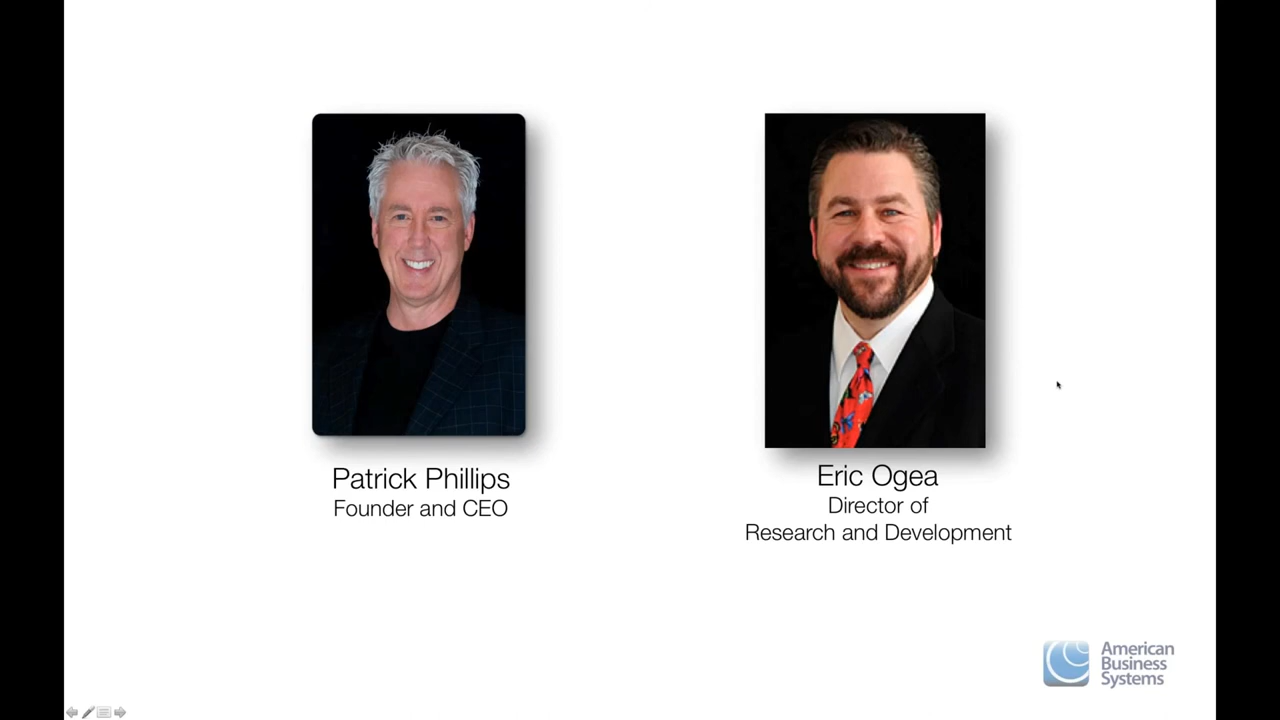 Patrick Phillips
Founder and CEO
Eric Ogea
Director of
Research and Development
American
Business
Systems